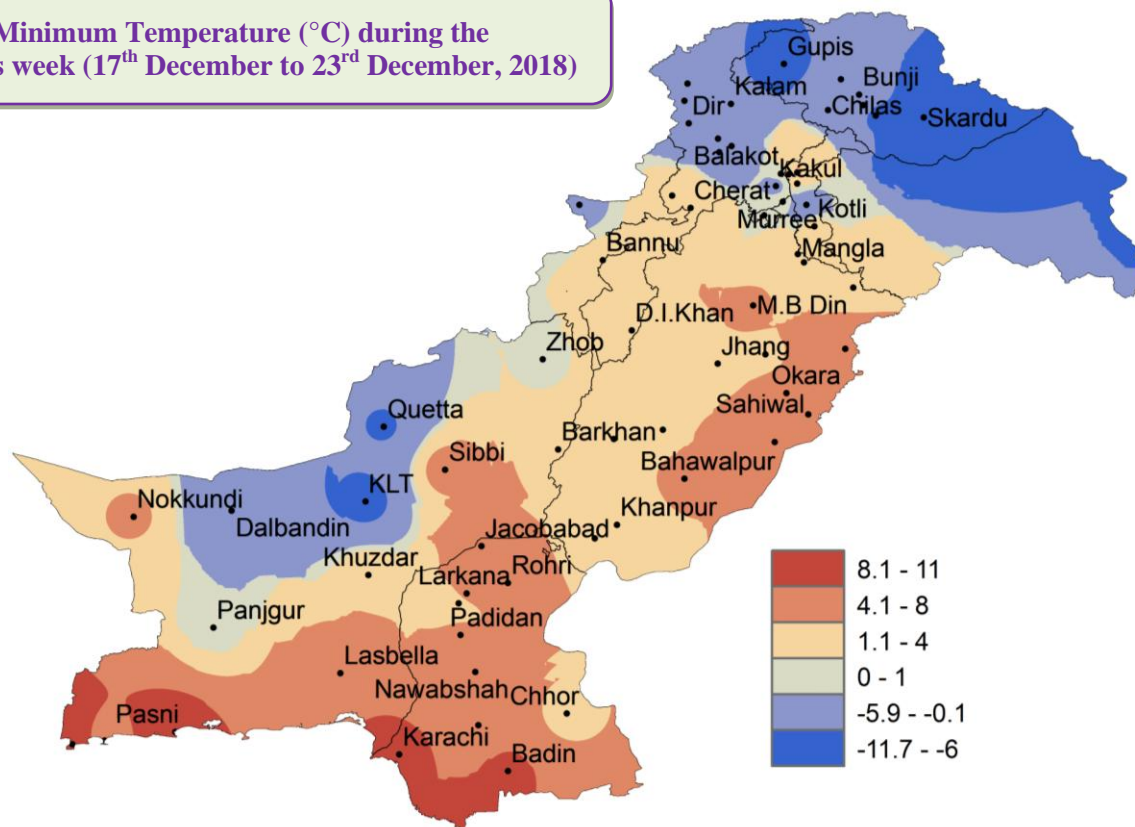 Minimum Temperature (°C) during the
s week (17th December to 23rd December, 2018)
Gupis
Kalam
Bunji
Dir
Chilas
Skardu
Balakot
Kakul
Cherat
Kotli
Murree
Bannu
Mangla
D.I.Khan
M.B Din
Zhob
Jhang
Okara
Quetta
Sahiwal
Sibbi
Barkhan
Bahawalpur
KLT
Nokkundi
Dalbandin
Khanpur
Jacobabad
Khuzdar
Rohri
Larkana
Panjgur
Padidan
Lasbella
Nawabshah
Chhor
Pasni
Karachi
Badin
8.1 - 11
4.1 - 8
1.1 - 4
0 - 1
-5.9 - -0.1
-11.7 - -6